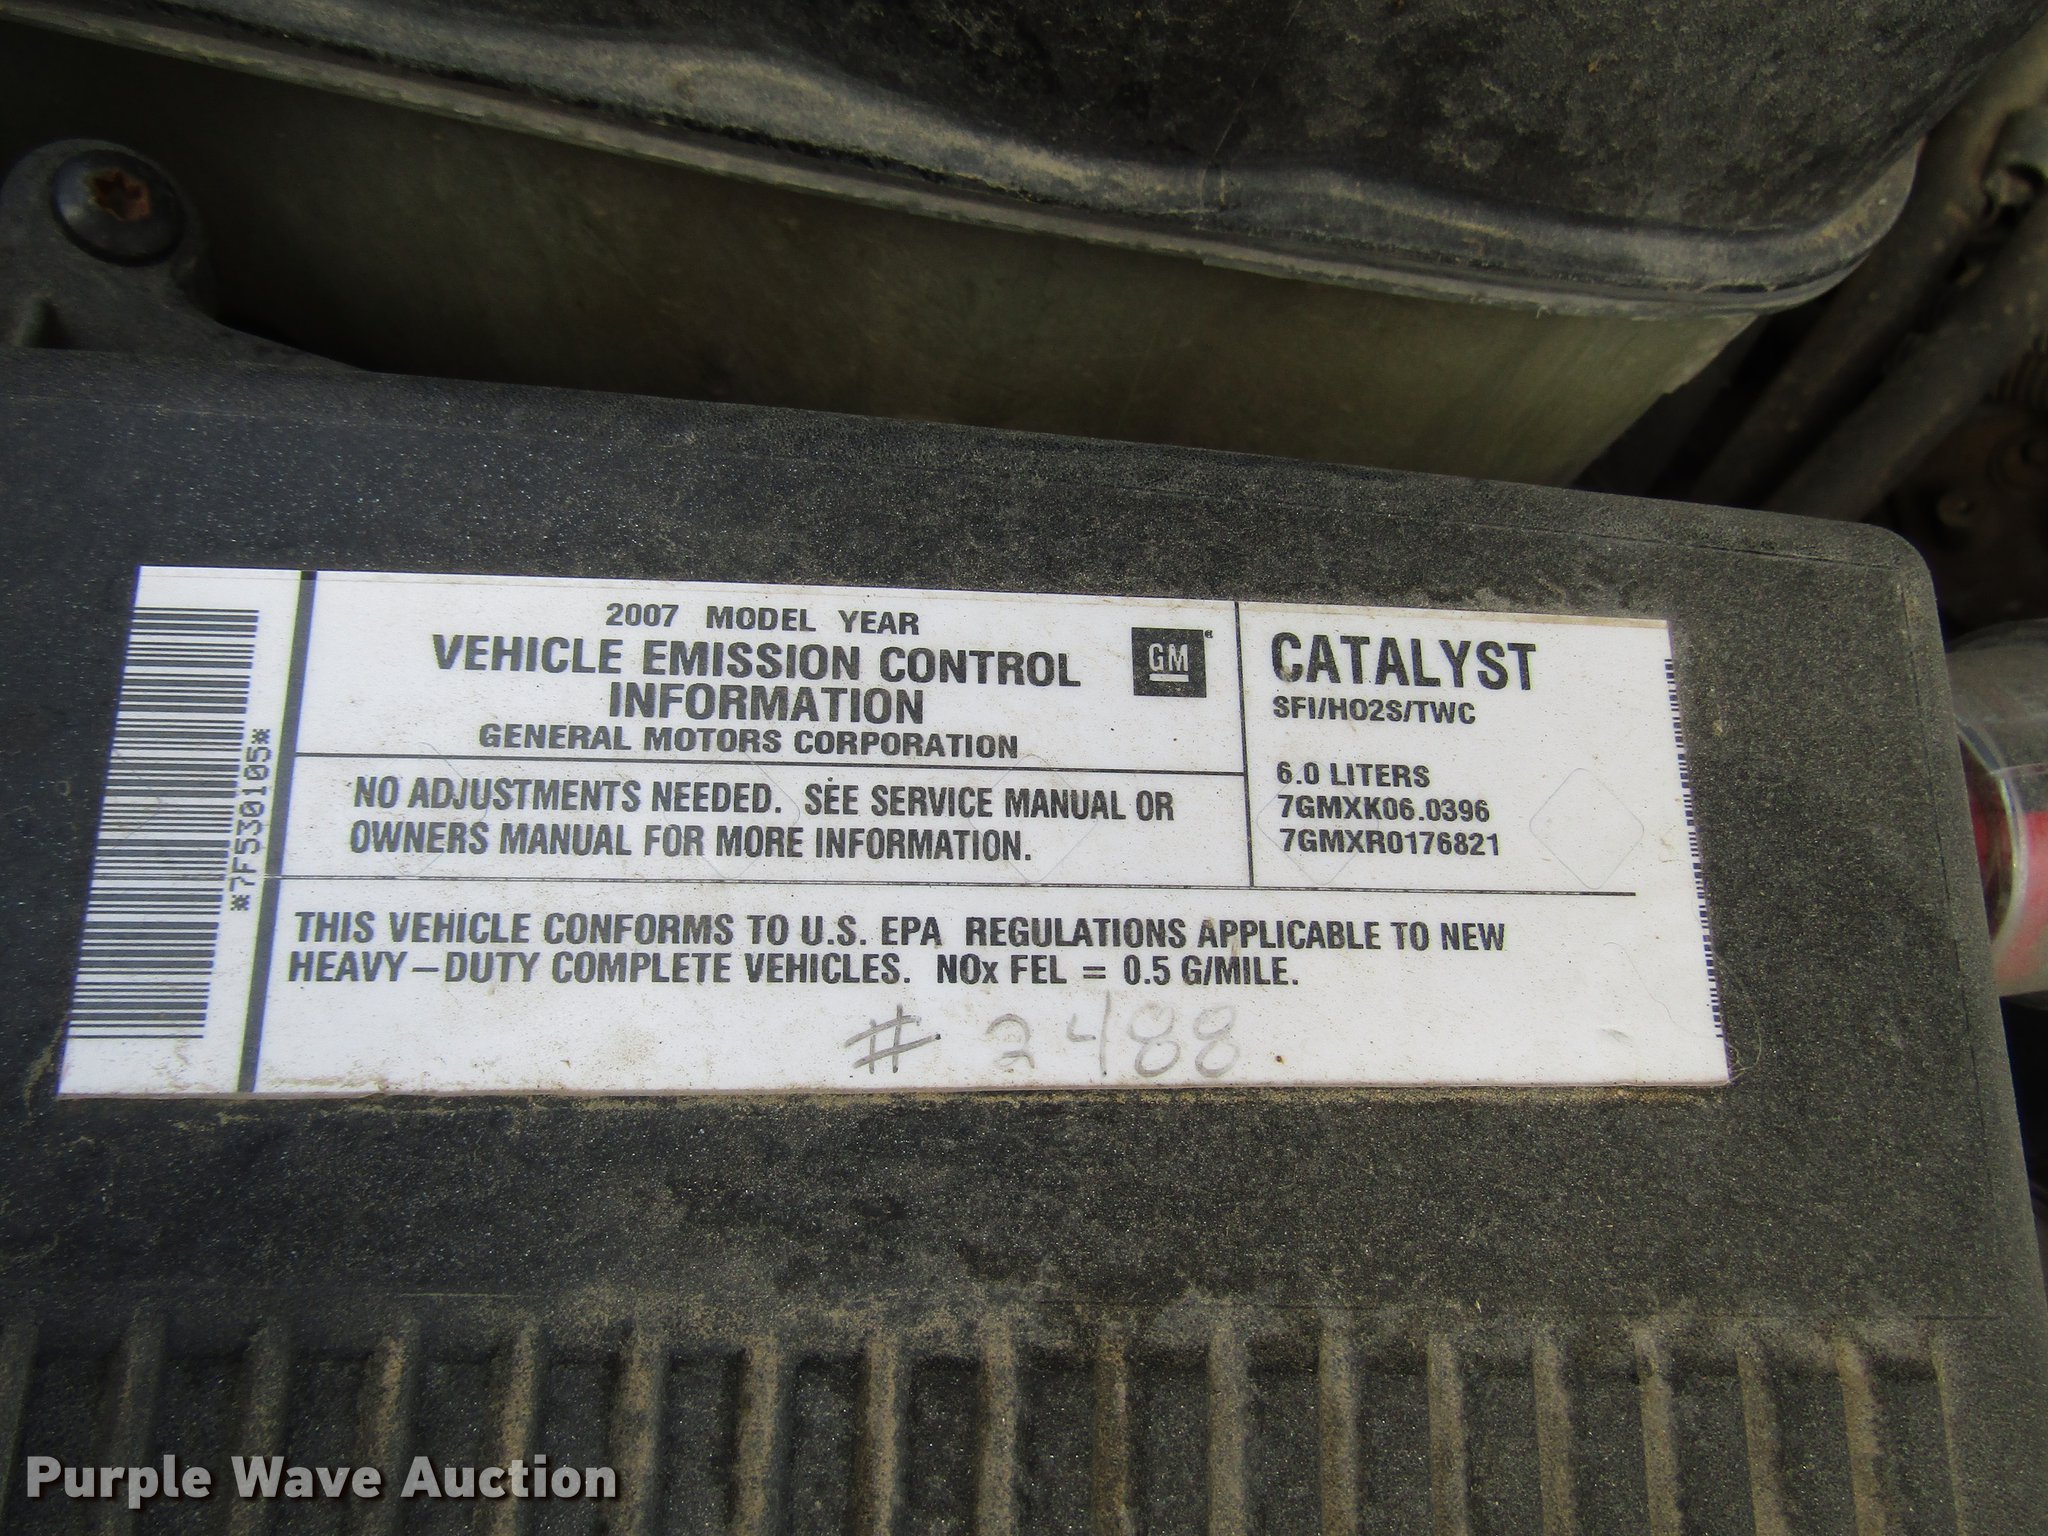 2007 MODEL YEAR
VEHICLE EMISSION CONTROL
INFORMATION
GENERAL MOTORS CORPORATION
GM
NO ADJUSTMENTS NEEDED. SEE SERVICE MANUAL OR
OWNERS MANUAL FOR MORE INFORMATION.
CATALYST
SFI/HO2S/TWC
6.0 LITERS
7GMXK06.0396
7GMXR0176821
THIS VEHICLE CONFORMS TO U.S. EPA REGULATIONS APPLICABLE TO NEW
HEAVY-DUTY COMPLETE VEHICLES. NOx FEL = 0.5 G/MILE.
# 2488
*7F530105*
Purple Wave Auction